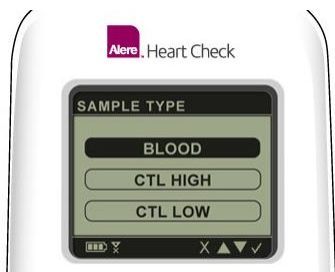 Alere Heart Check
SAMPLE TYPE
BLOOD
CTL HIGH
CTL LOW